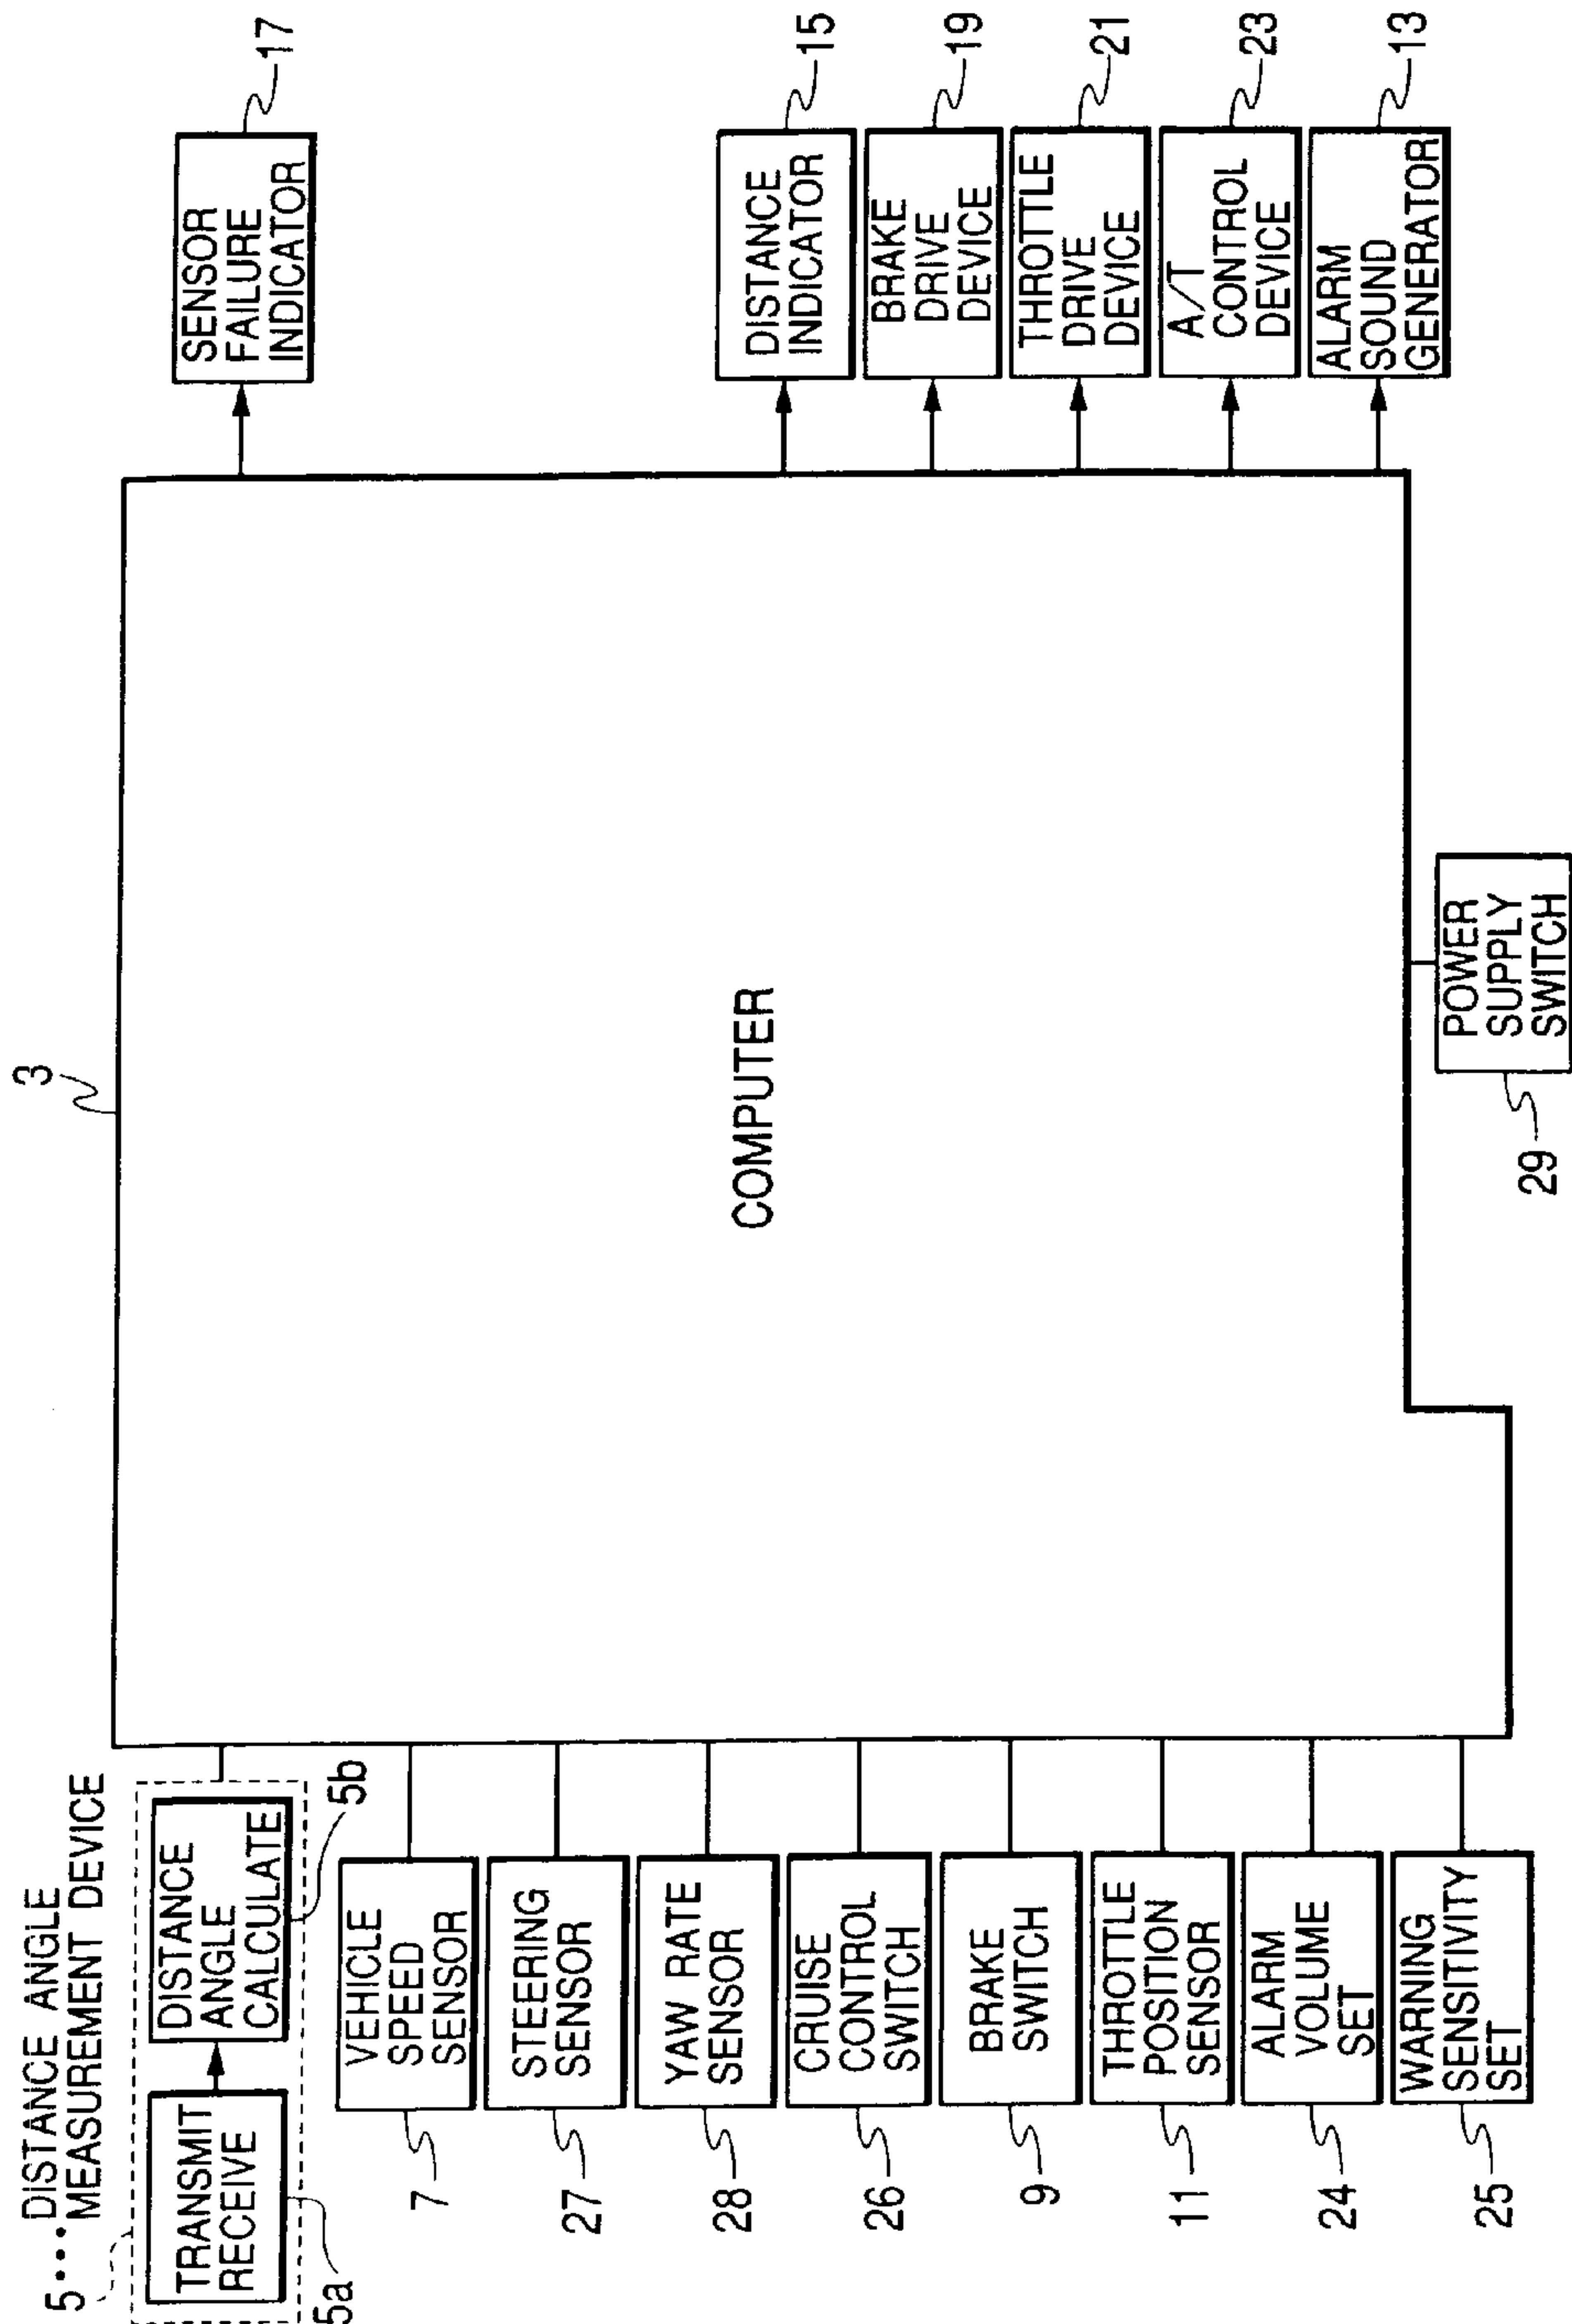 3
5•••DISTANCE ANGLE
MEASUREMENT DEVICE
TRANSMIT
RECEIVE
5a
DISTANCE
ANGLE
CALCULATE
5b
VEHICLE
SPEED
SENSOR
7
STEERING
SENSOR
27
YAW RATE
SENSOR
28
CRUISE
CONTROL
SWITCH
26
BRAKE
SWITCH
9
THROTTLE
POSITION
SENSOR
11
ALARM
VOLUME
SET
24
WARNING
SENSITIVITY
SET
25
COMPUTER
SENSOR
FAILURE
INDICATOR
17
DISTANCE
INDICATOR
15
BRAKE
DRIVE
DEVICE
19
THROTTLE
DRIVE
DEVICE
21
A/T
CONTROL
DEVICE
23
ALARM
SOUND
GENERATOR
13
POWER
SUPPLY
SWITCH
29